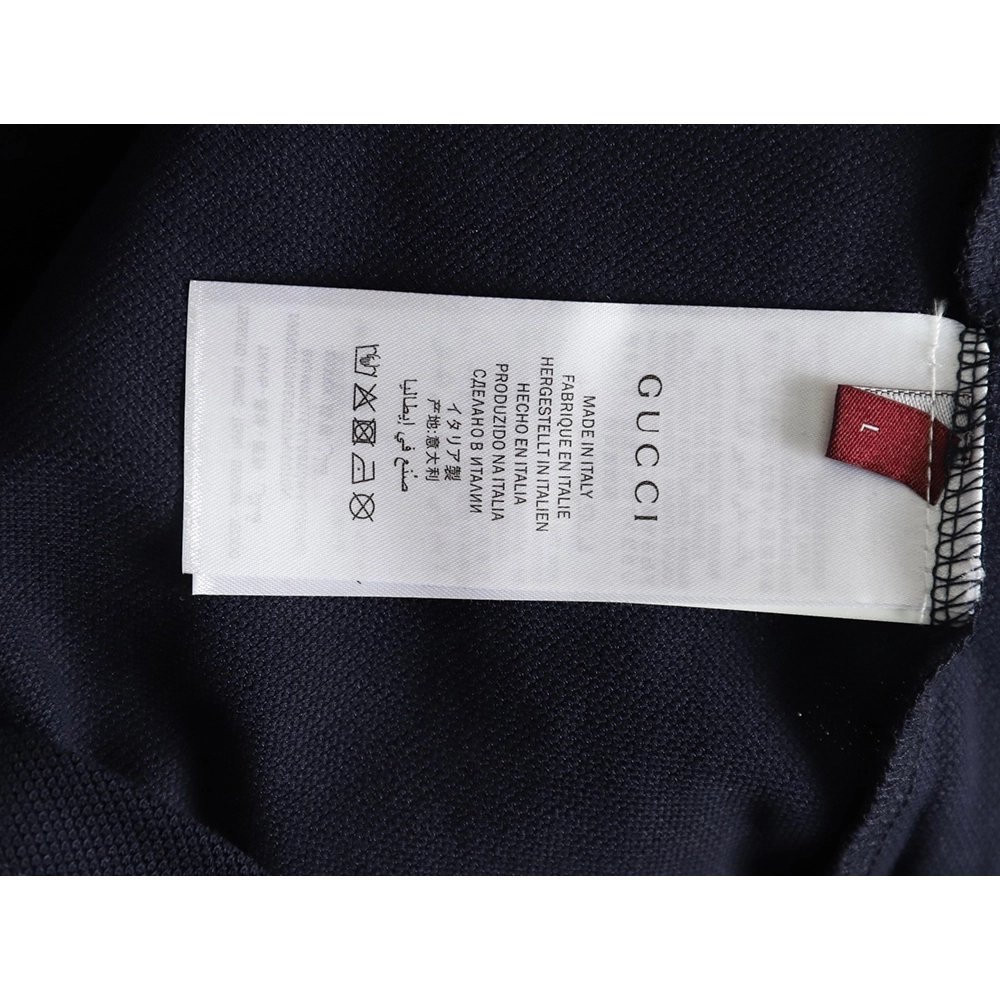 GUCCI
MADE IN ITALY
FABRIQUE EN ITALIE
HERGESTELLT IN ITALIEN
HECHO EN ITALIA
PRODUZIDO NA ITALIA
СДЕЛАНО В ИТАЛИИ
イタリア製
产地:意大利
صنع في إيطاليا
L